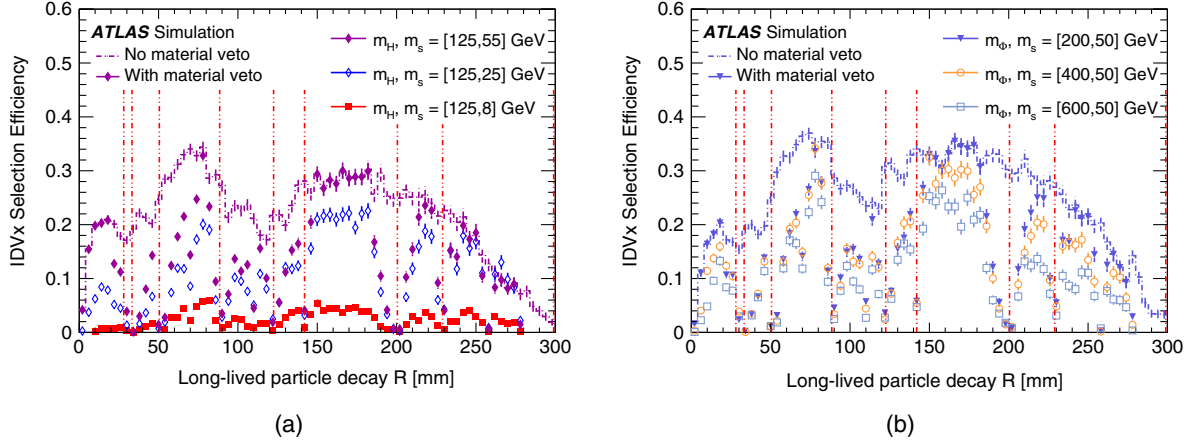 ATLAS Simulation
No material veto
With material veto
m_H, m_s = [125,55] GeV
m_H, m_s = [125,25] GeV
m_H, m_s = [125,8] GeV
IDVx Selection Efficiency
0.6
0.5
0.4
0.3
0.2
0.1
0
0 50 100 150 200 250 300
Long-lived particle decay R [mm]
(a)
ATLAS Simulation
No material veto
With material veto
m_Φ, m_s = [200,50] GeV
m_Φ, m_s = [400,50] GeV
m_Φ, m_s = [600,50] GeV
IDVx Selection Efficiency
0.6
0.5
0.4
0.3
0.2
0.1
0
0 50 100 150 200 250 300
Long-lived particle decay R [mm]
(b)